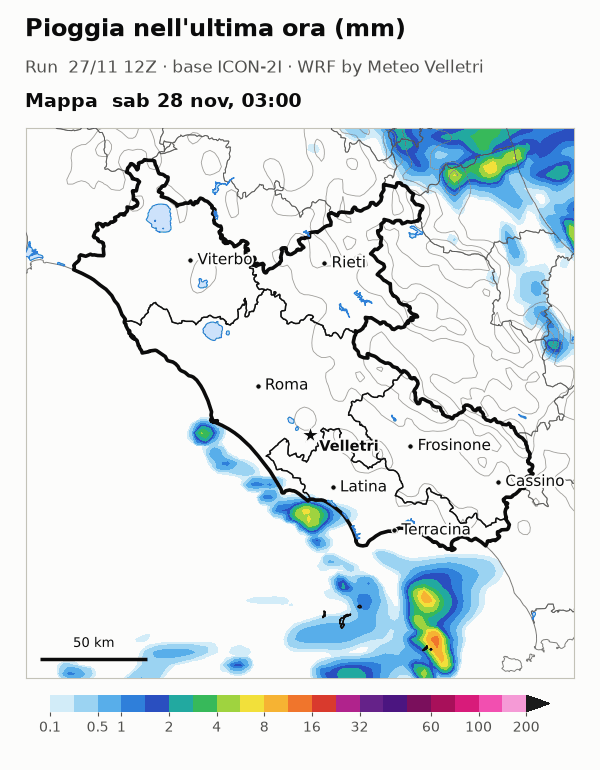 Pioggia nell'ultima ora (mm)
Run  27/11 12Z · base ICON-2I · WRF by Meteo Velletri
Mappa  sab 28 nov, 03:00
Viterbo
Rieti
Roma
Velletri
Frosinone
Latina
Cassino
Terracina
50 km
0.1 0.5 1 2 4 8 16 32 60 100 200